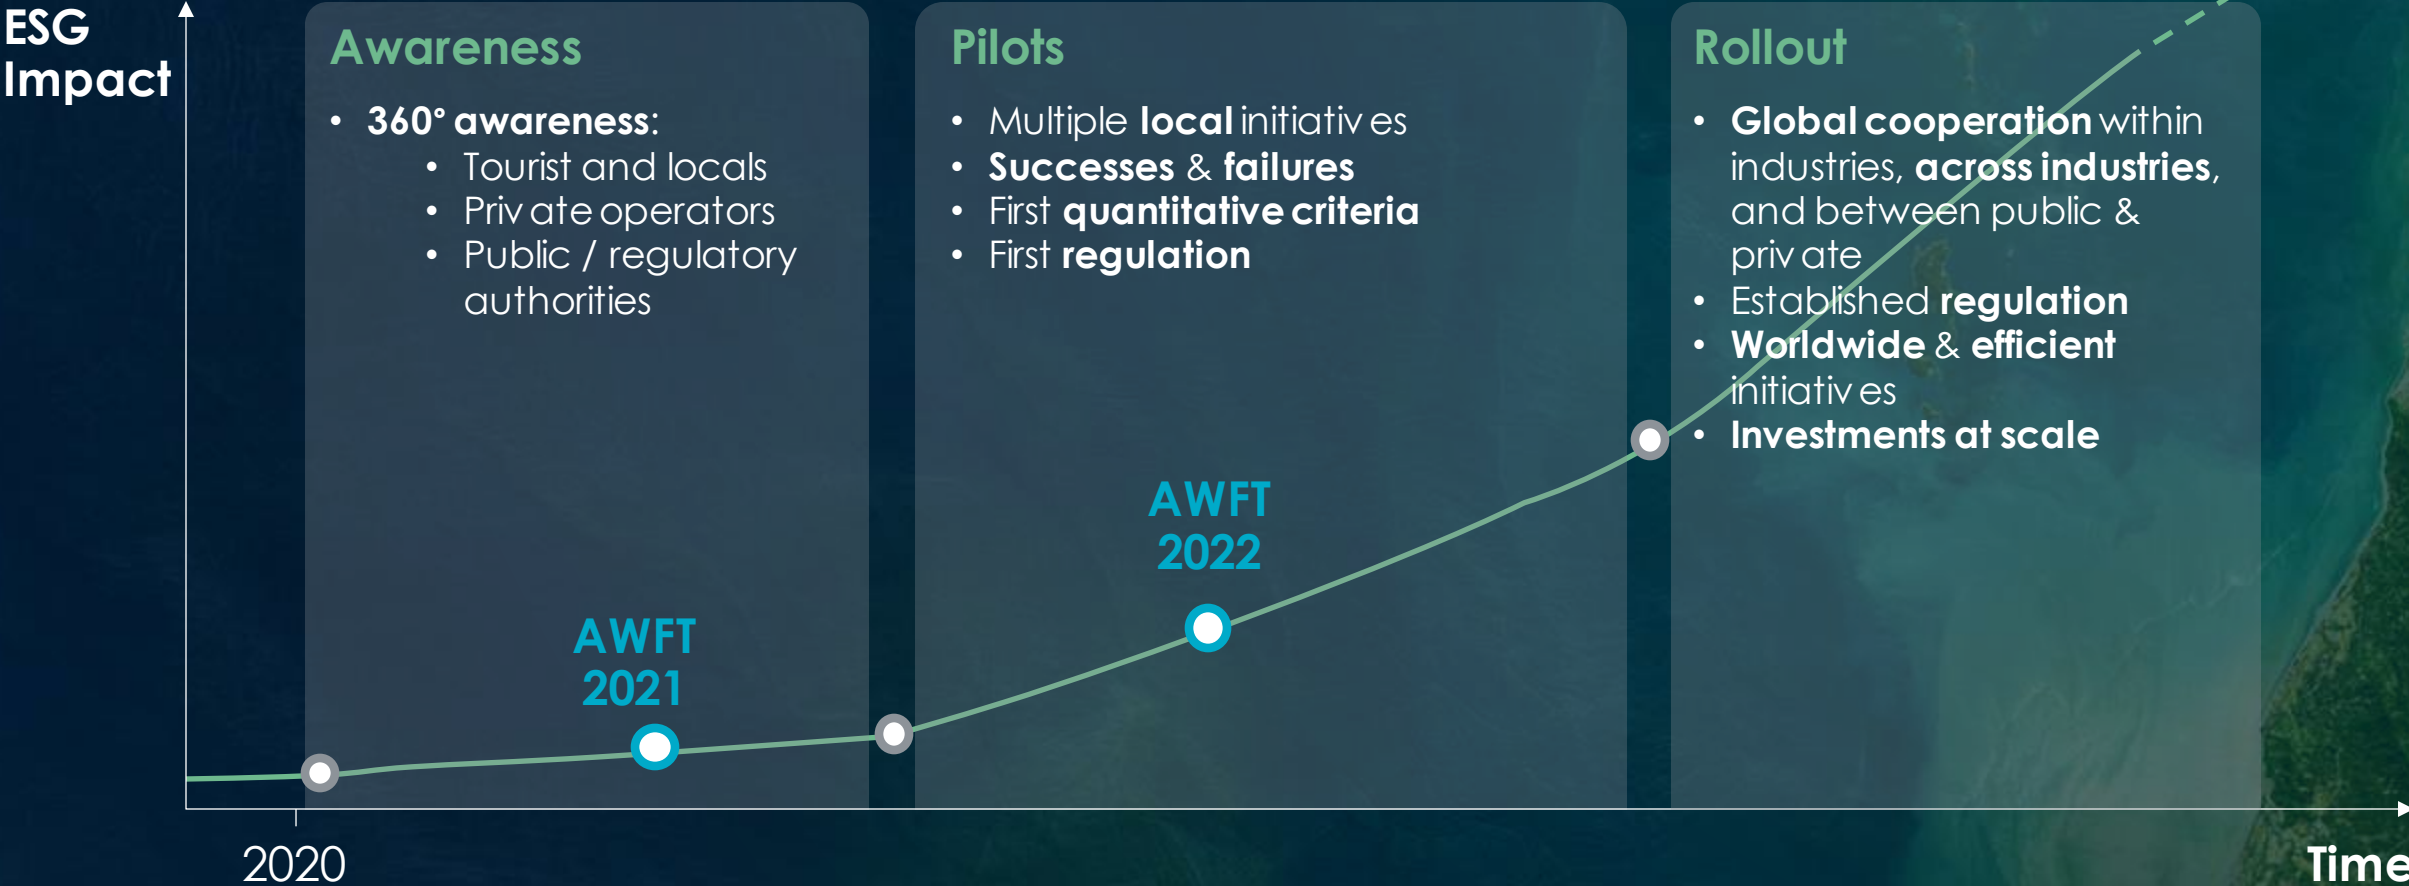 ESG
Impact
Awareness
• 360° awareness:
• Tourist and locals
• Private operators
• Public / regulatory
authorities
AWFT
2021
Pilots
• Multiple local initiatives
• Successes & failures
• First quantitative criteria
• First regulation
AWFT
2022
Rollout
• Global cooperation within
industries, across industries,
and between public &
private
• Established regulation
• Worldwide & efficient
initiatives
• Investments at scale
2020
Time